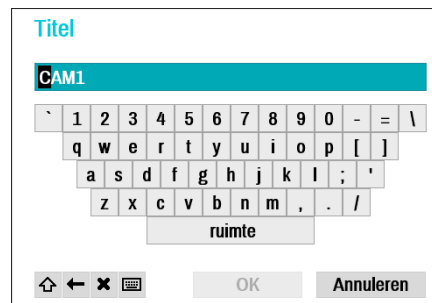 Titel
CAM1
` 1 2 3 4 5 6 7 8 9 0 - = \
q w e r t y u i o p [ ]
a s d f g h j k l ; '
z x c v b n m , . /
ruimte
OK Annuleren